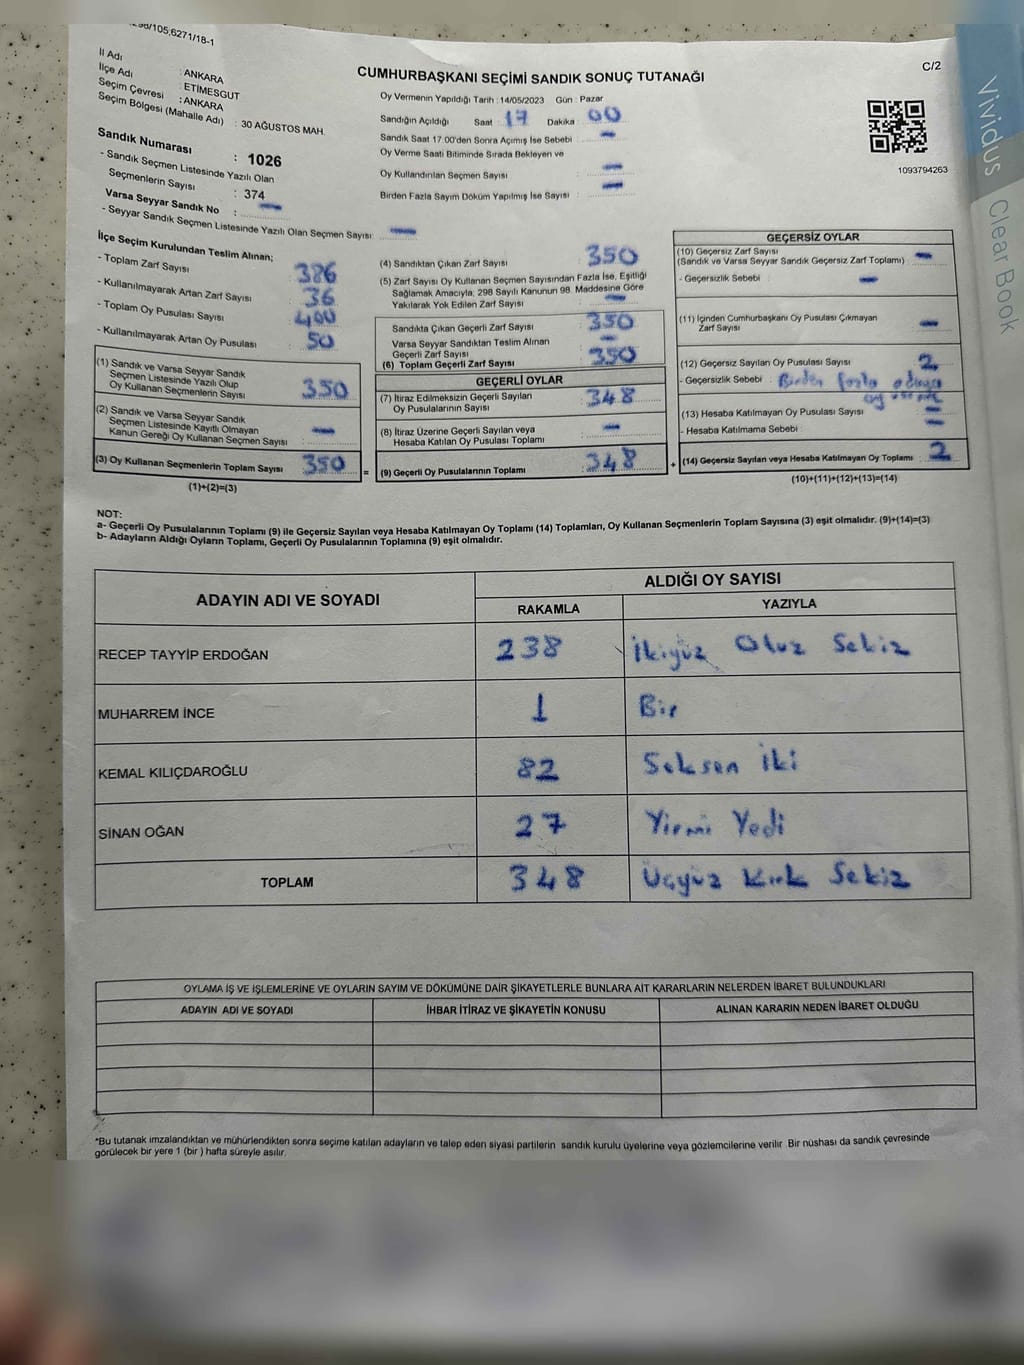 /105,6271/18-1
İl Adı : ANKARA
İlçe Adı : ETİMESGUT
Seçim Çevresi : ANKARA
Seçim Bölgesi (Mahalle Adı) : 30 AĞUSTOS MAH.
Sandık Numarası : 1026
- Sandık Seçmen Listesinde Yazılı Olan
Seçmenlerin Sayısı : 374
Varsa Seyyar Sandık No : —
- Seyyar Sandık Seçmen Listesinde Yazılı Olan Seçmen Sayısı: —
CUMHURBAŞKANI SEÇİMİ SANDIK SONUÇ TUTANAĞI
C/2
Oy Vermenin Yapıldığı Tarih : 14/05/2023 Gün : Pazar
Sandığın Açıldığı Saat : 17 Dakika : 00
Sandık Saat 17:00'den Sonra Açımış İse Sebebi : —
Oy Verme Saati Bitiminde Sırada Bekleyen ve
Oy Kullandırılan Seçmen Sayısı : —
Birden Fazla Sayım Döküm Yapılmış İse Sayısı : —
1093794263
İlçe Seçim Kurulundan Teslim Alınan;
- Toplam Zarf Sayısı 386
- Kullanılmayarak Artan Zarf Sayısı 36
- Toplam Oy Pusulası Sayısı 400
- Kullanılmayarak Artan Oy Pusulası 50
(1) Sandık ve Varsa Seyyar Sandık
Seçmen Listesinde Yazılı Olup
Oy Kullanan Seçmenlerin Sayısı 350
(2) Sandık ve Varsa Seyyar Sandık
Seçmen Listesinde Kayıtlı Olmayan
Kanun Gereği Oy Kullanan Seçmen Sayısı : —
(3) Oy Kullanan Seçmenlerin Toplam Sayısı 350
(1)+(2)=(3)
(4) Sandıktan Çıkan Zarf Sayısı : 350
(5) Zarf Sayısı Oy Kullanan Seçmen Sayısından Fazla İse, Eşitliği
Sağlamak Amacıyla; 298 Sayılı Kanunun 98. Maddesine Göre
Yakılarak Yok Edilen Zarf Sayısı : —
Sandıkta Çıkan Geçerli Zarf Sayısı : 350
Varsa Seyyar Sandıktan Teslim Alınan
Geçerli Zarf Sayısı : —
(6) Toplam Geçerli Zarf Sayısı : 350
GEÇERLİ OYLAR
(7) İtiraz Edilmeksizin Geçerli Sayılan
Oy Pusulalarının Sayısı : 348
(8) İtiraz Üzerine Geçerli Sayılan veya
Hesaba Katılan Oy Pusulası Toplamı : —
= (9) Geçerli Oy Pusulalarının Toplamı : 348
GEÇERSİZ OYLAR
(10) Geçersiz Zarf Sayısı
(Sandık ve Varsa Seyyar Sandık Geçersiz Zarf Toplamı) : —
- Geçersizlik Sebebi : —
(11) İçinden Cumhurbaşkanı Oy Pusulası Çıkmayan
Zarf Sayısı : —
(12) Geçersiz Sayılan Oy Pusulası Sayısı : 2
- Geçersizlik Sebebi : Birden fazla adaya
oy
(13) Hesaba Katılmayan Oy Pusulası Sayısı : —
- Hesaba Katılmama Sebebi : —
+ (14) Geçersiz Sayılan veya Hesaba Katılmayan Oy Toplamı : 2
(10)+(11)+(12)+(13)=(14)
NOT:
a- Geçerli Oy Pusulalarının Toplamı (9) ile Geçersiz Sayılan veya Hesaba Katılmayan Oy Toplamı (14) Toplamları, Oy Kullanan Seçmenlerin Toplam Sayısına (3) eşit olmalıdır. (9)+(14)=(3)
b- Adayların Aldığı Oyların Toplamı, Geçerli Oy Pusulalarının Toplamına (9) eşit olmalıdır.
ADAYIN ADI VE SOYADI ALDIĞI OY SAYISI
RAKAMLA YAZIYLA
RECEP TAYYİP ERDOĞAN 238 İkiyüz Otuz Sekiz
MUHARREM İNCE 1 Bir
KEMAL KILIÇDAROĞLU 82 Seksen İki
SİNAN OĞAN 27 Yirmi Yedi
TOPLAM 348 Üçyüz Kırk Sekiz
OYLAMA İŞ VE İŞLEMLERİNE VE OYLARIN SAYIM VE DÖKÜMÜNE DAİR ŞİKAYETLERLE BUNLARA AİT KARARLARIN NELERDEN İBARET BULUNDUKLARI
ADAYIN ADI VE SOYADI İHBAR İTİRAZ VE ŞİKAYETİN KONUSU ALINAN KARARIN NEDEN İBARET OLDUĞU
*Bu tutanak imzalandıktan ve mühürlendikten sonra seçime katılan adayların ve talep eden siyasi partilerin sandık kurulu üyelerine veya gözlemcilerine verilir Bir nüshası da sandık çevresinde
görülecek bir yere 1 (bir ) hafta süreyle asılır.
Vividus Clear Book